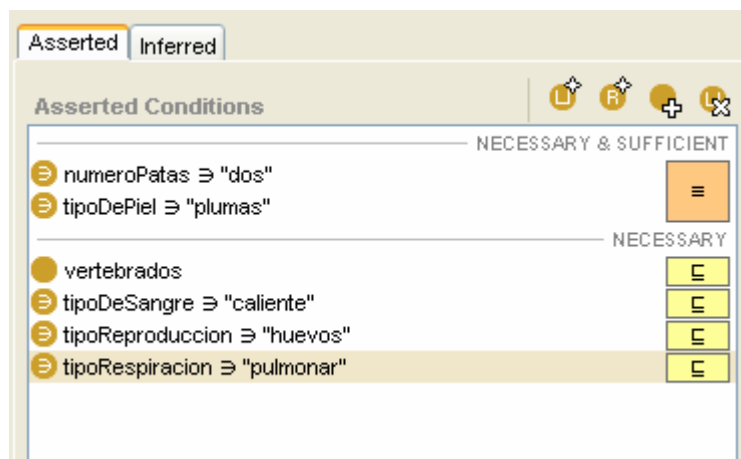 Asserted Inferred
Asserted Conditions
NECESSARY & SUFFICIENT
numeroPatas ∋ "dos"
≡
tipoDePiel ∋ "plumas"
NECESSARY
vertebrados ⊑
tipoDeSangre ∋ "caliente" ⊑
tipoReproduccion ∋ "huevos" ⊑
tipoRespiracion ∋ "pulmonar" ⊑